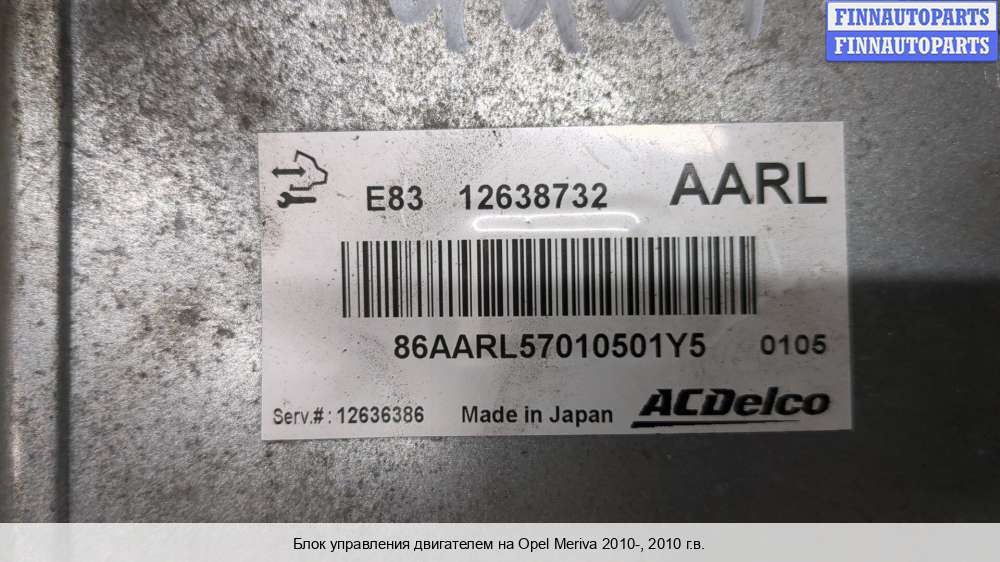 FINNAUTOPARTS
FINNAUTOPARTS
E83 12638732 AARL
86AARL57010501Y5 0105
Serv.#: 12636386 Made in Japan ACDelco
Блок управления двигателем на Opel Meriva 2010-, 2010 г.в.